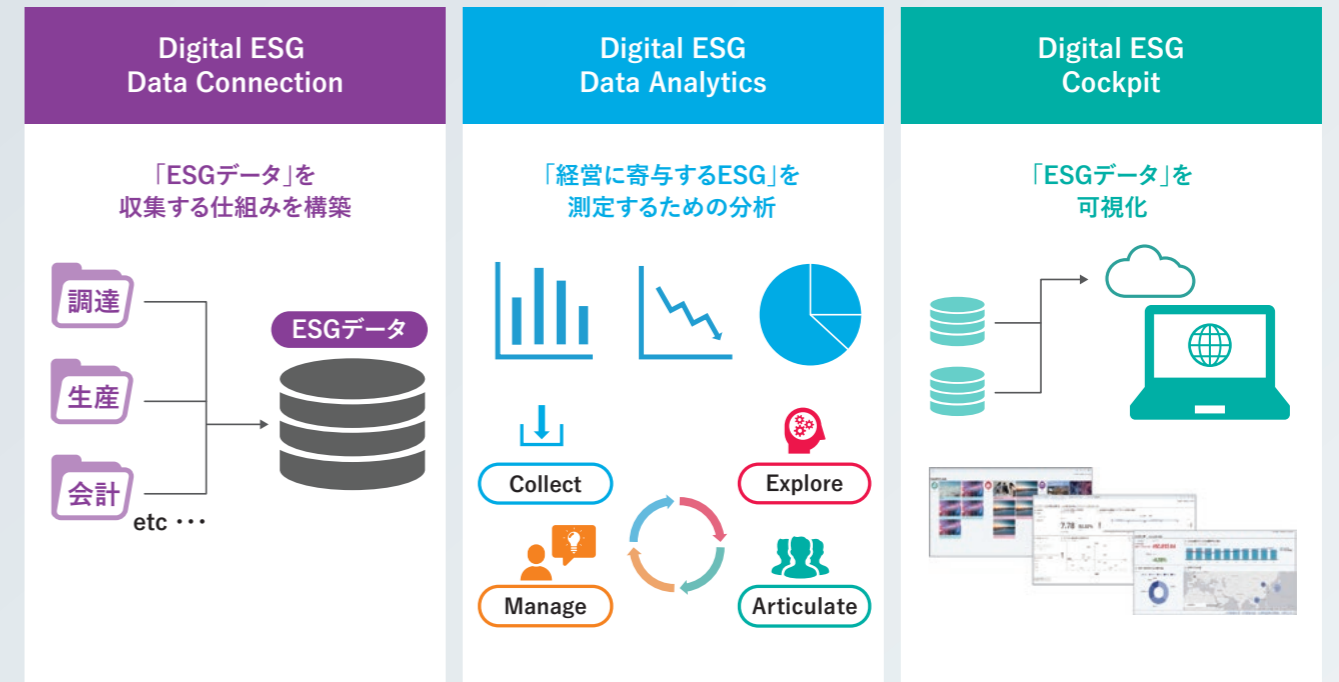 Digital ESG
Data Connection
「ESGデータ」を
収集する仕組みを構築
調達
生産
会計
etc ･･･
ESGデータ
Digital ESG
Data Analytics
「経営に寄与するESG」を
測定するための分析
Collect
Explore
Manage
Articulate
Digital ESG
Cockpit
「ESGデータ」を
可視化
7.78